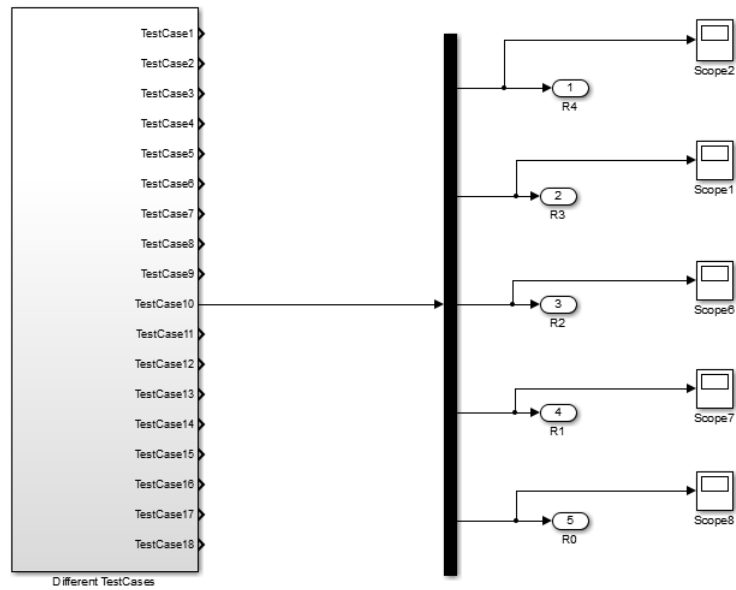 TestCase1
TestCase2
TestCase3
TestCase4
TestCase5
TestCase6
TestCase7
TestCase8
TestCase9
TestCase10
TestCase11
TestCase12
TestCase13
TestCase14
TestCase15
TestCase16
TestCase17
TestCase18
Different TestCases
Scope2
1
R4
Scope1
2
R3
Scope6
3
R2
Scope7
4
R1
Scope8
5
R0